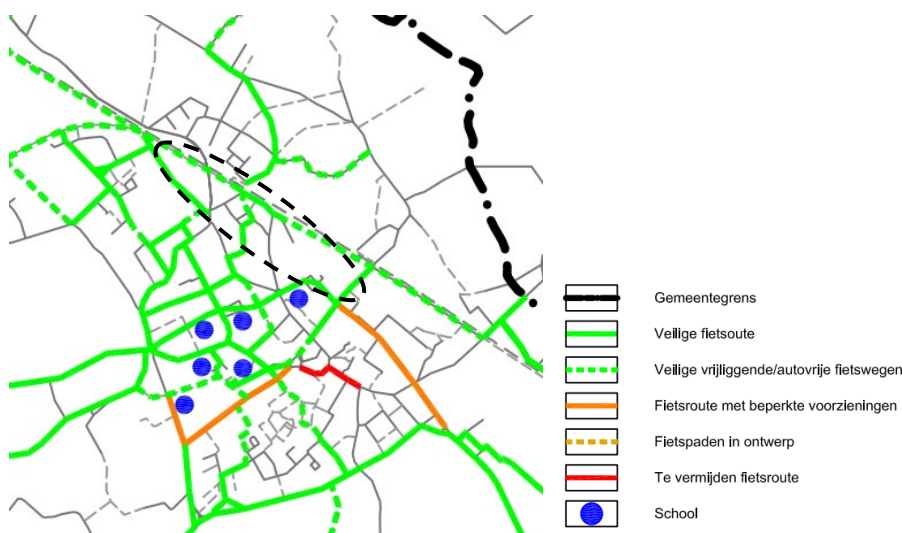 Gemeentegrens
Veilige fietsoute
Veilige vrijliggende/autovrije fietswegen
Fietsroute met beperkte voorzieningen
Fietspaden in ontwerp
Te vermijden fietsroute
School